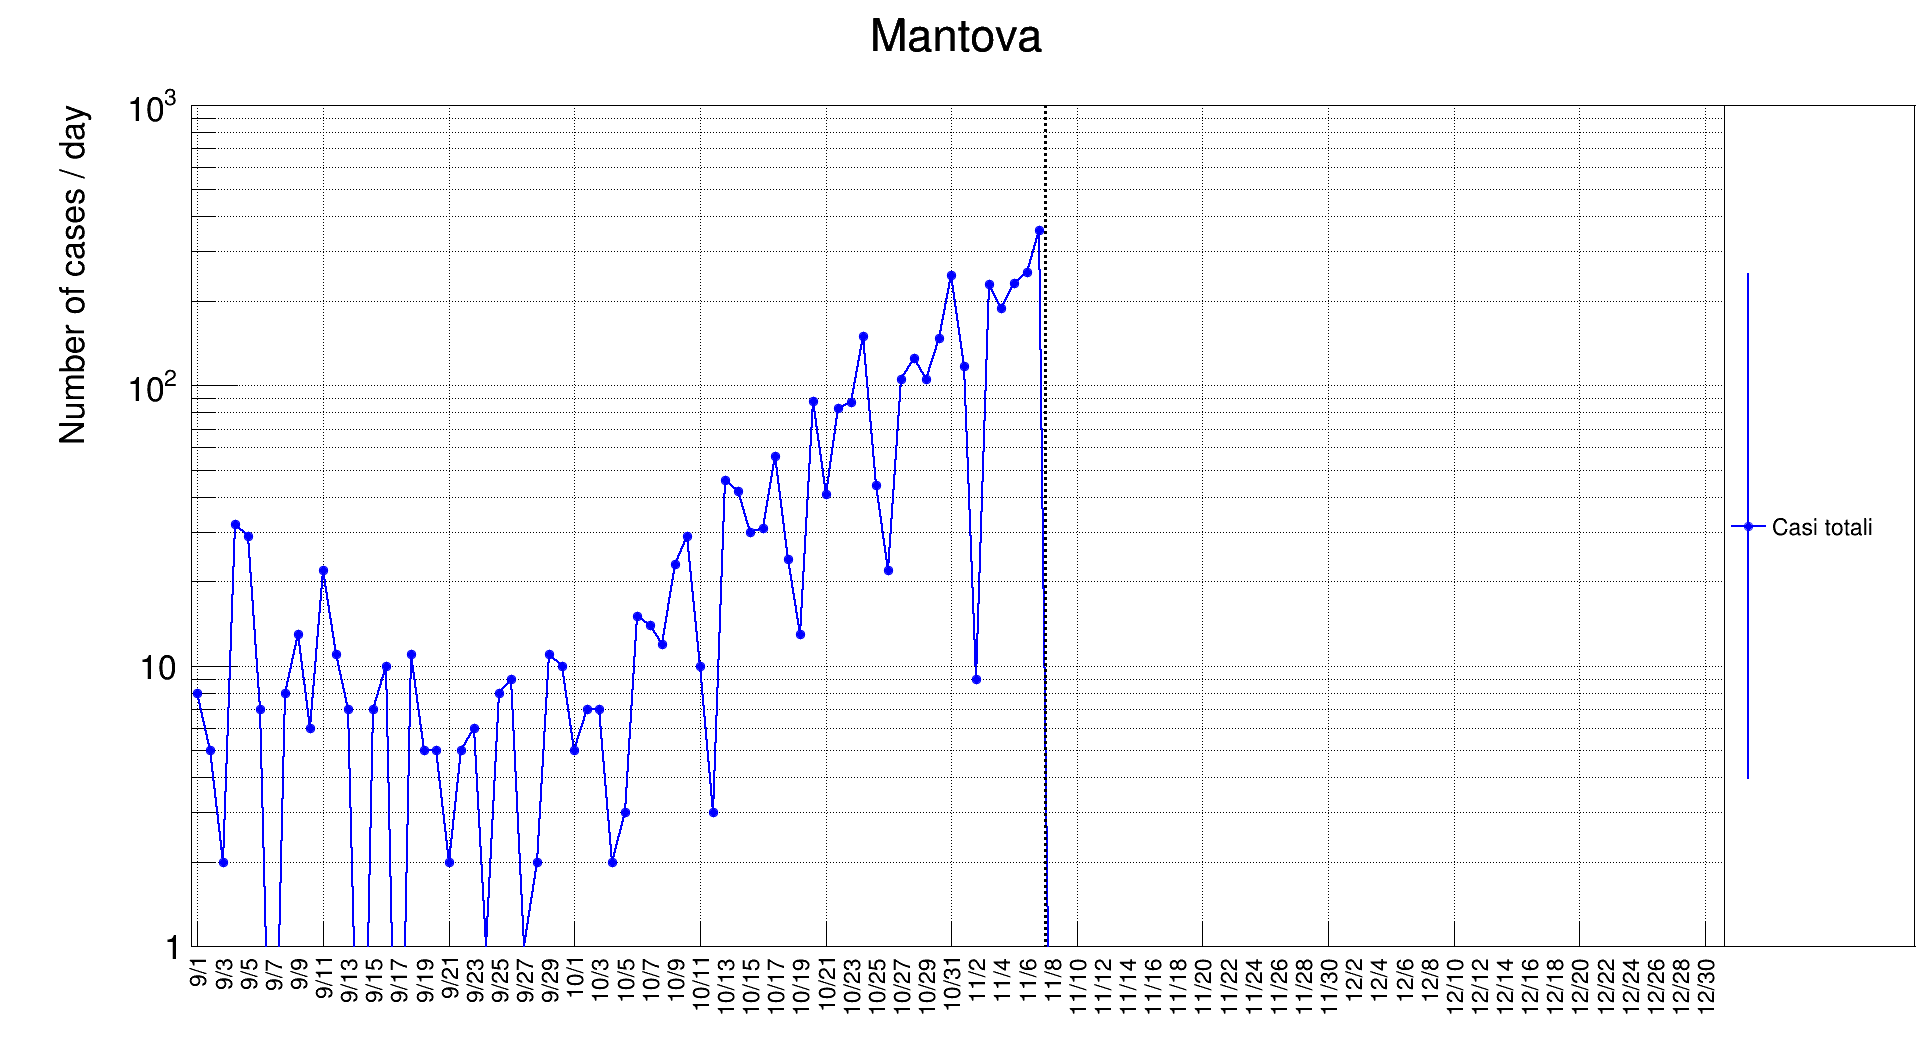 Mantova
Number of cases / day
10³
10²
10
1
9/1 9/3 9/5 9/7 9/9 9/11 9/13 9/15 9/17 9/19 9/21 9/23 9/25 9/27 9/29 10/1 10/3 10/5 10/7 10/9 10/11 10/13 10/15 10/17 10/19 10/21 10/23 10/25 10/27 10/29 10/31 11/2 11/4 11/6 11/8 11/10 11/12 11/14 11/16 11/18 11/20 11/22 11/24 11/26 11/28 11/30 12/2 12/4 12/6 12/8 12/10 12/12 12/14 12/16 12/18 12/20 12/22 12/24 12/26 12/28 12/30
Casi totali